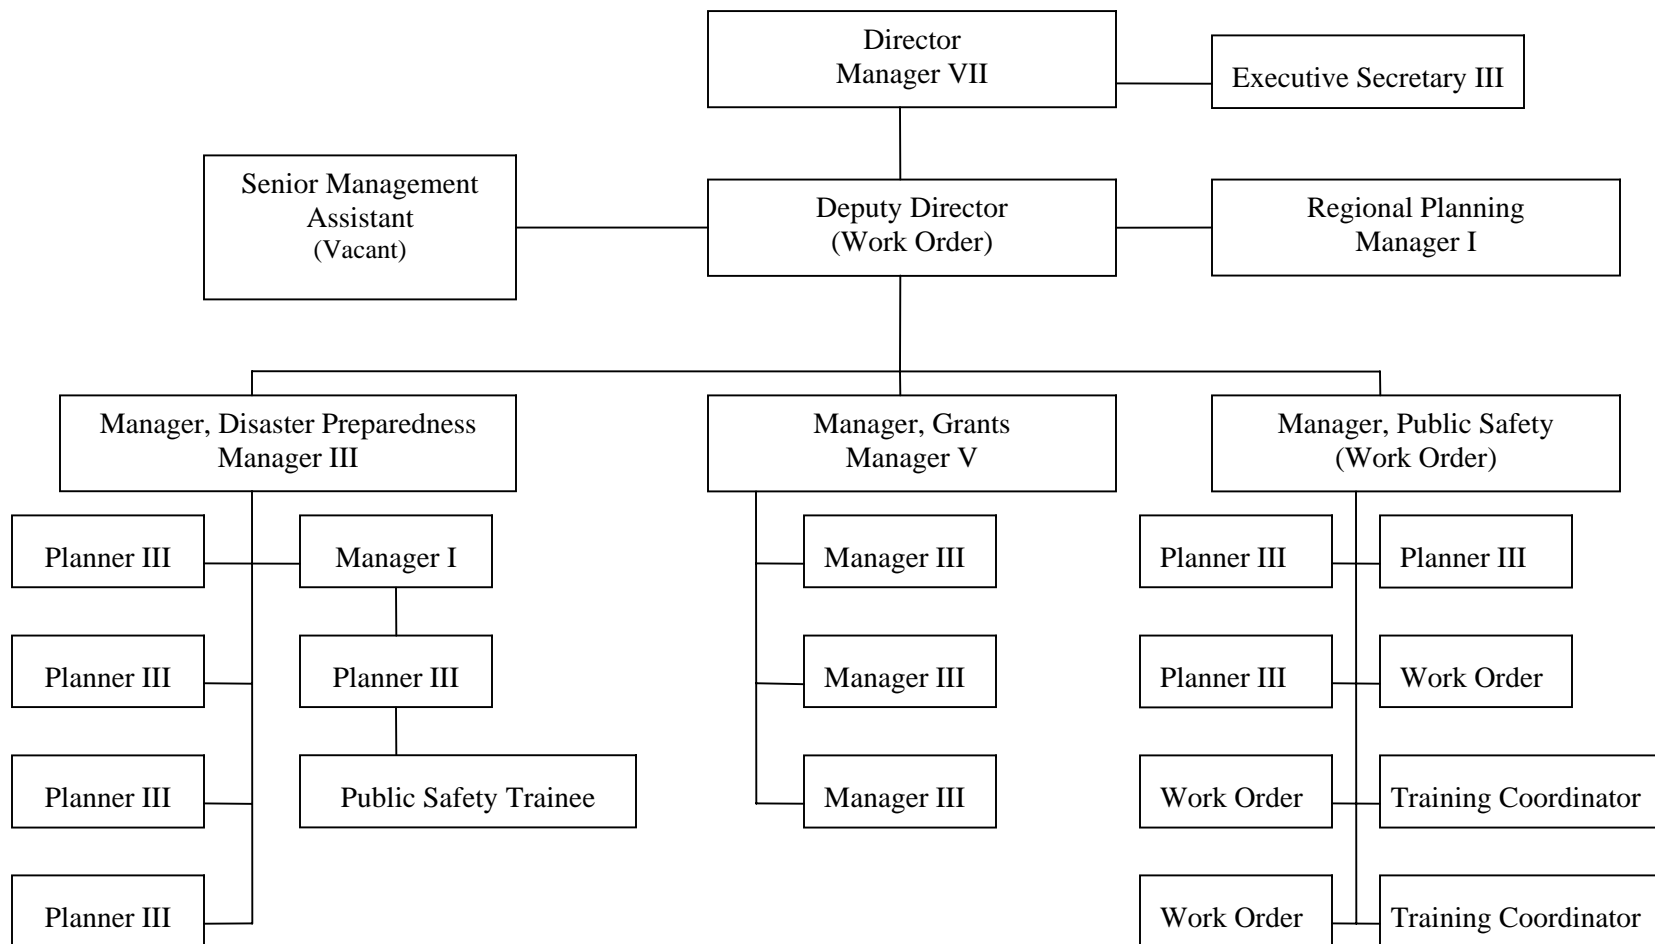 Director
Manager VII
Executive Secretary III
Senior Management
Assistant
(Vacant)
Deputy Director
(Work Order)
Regional Planning
Manager I
Manager, Disaster Preparedness
Manager III
Manager, Grants
Manager V
Manager, Public Safety
(Work Order)
Planner III
Manager I
Manager III
Planner III
Planner III
Planner III
Planner III
Manager III
Planner III
Work Order
Planner III
Public Safety Trainee
Manager III
Work Order
Training Coordinator
Planner III
Work Order
Training Coordinator